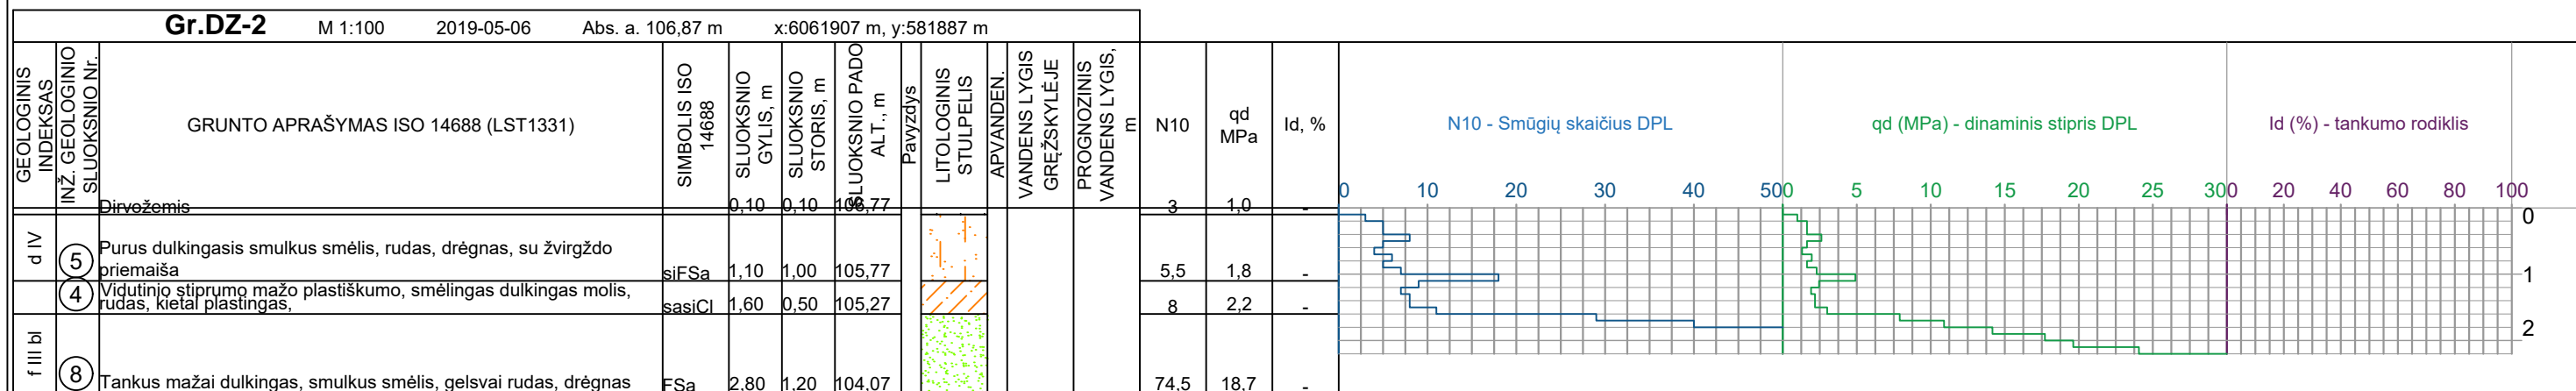 Gr.DZ-2 M 1:100 2019-05-06 Abs. a. 106,87 m x:6061907 m, y:581887 m
GEOLOGINIS
INDEKSAS
INŽ. GEOLOGINIO
SLUOKSNIO Nr.
GRUNTO APRAŠYMAS ISO 14688 (LST1331)
SIMBOLIS ISO
14688
SLUOKSNIO
GYLIS, m
SLUOKSNIO
STORIS, m
SLUOKSNIO PADO
ALT., m
Pavyzdys
LITOLOGINIS
STULPELIS
APVANDEN.
VANDENS LYGIS
GRĘŽSKYLĖJE
PROGNOZINIS
VANDENS LYGIS,
m
N10
qd
MPa
Id, %
N10 - Smūgių skaičius DPL
qd (MPa) - dinaminis stipris DPL
Id (%) - tankumo rodiklis
0 10 20 30 40 50
0 5 10 15 20 25 30
0 20 40 60 80 100
Dirvožemis 0,10 0,10 106,77 3 1,0 -
0
d IV
5
Purus dulkingasis smulkus smėlis, rudas, drėgnas, su žvirgždo
priemaiša siFSa 1,10 1,00 105,77 5,5 1,8 -
1
4
Vidutinio stiprumo mažo plastiškumo, smėlingas dulkingas molis,
rudas, kietai plastingas, sasiCl 1,60 0,50 105,27 8 2,2 -
2
f III bl
8
Tankus mažai dulkingas, smulkus smėlis, gelsvai rudas, drėgnas FSa 2,80 1,20 104,07 74,5 18,7 -